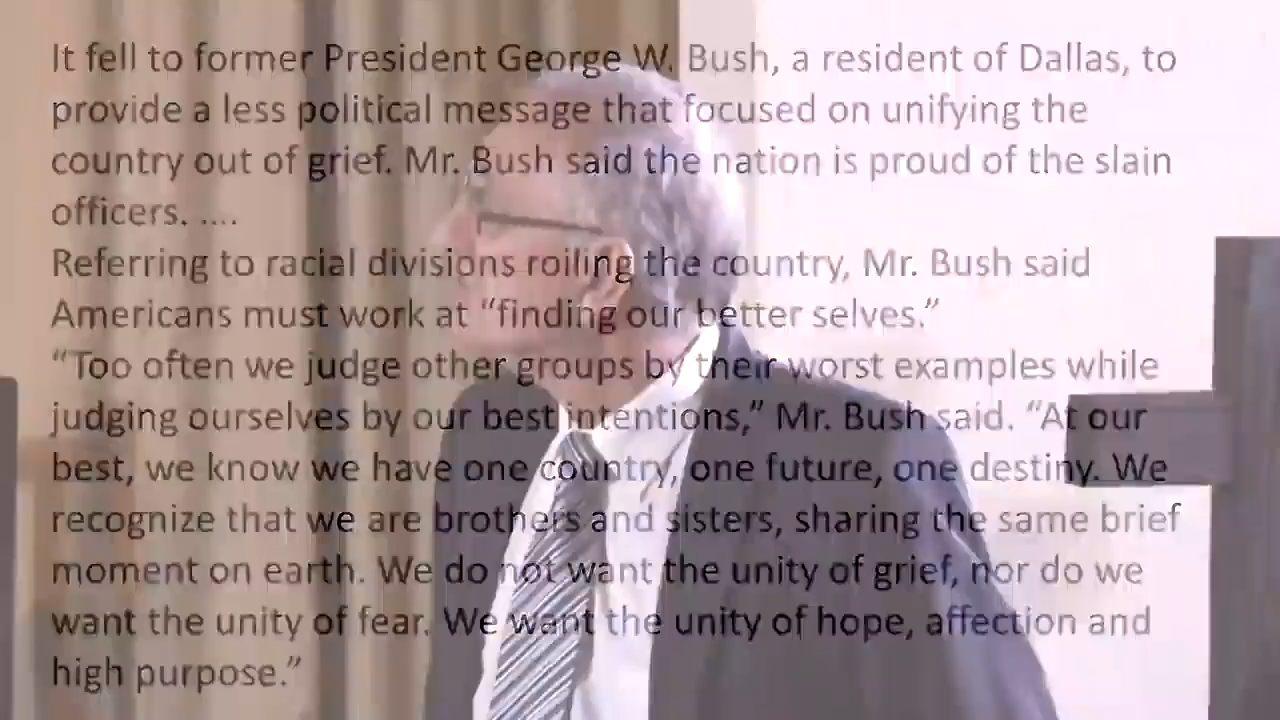 It fell to former President George W. Bush, a resident of Dallas, to
provide a less political message that focused on unifying the
country out of grief. Mr. Bush said the nation is proud of the slain
officers. ....
Referring to racial divisions roiling the country, Mr. Bush said
Americans must work at “finding our better selves.”
“Too often we judge other groups by their worst examples while
judging ourselves by our best intentions,” Mr. Bush said. “At our
best, we know we have one country, one future, one destiny. We
recognize that we are brothers and sisters, sharing the same brief
moment on earth. We do not want the unity of grief, nor do we
want the unity of fear. We want the unity of hope, affection and
high purpose.”